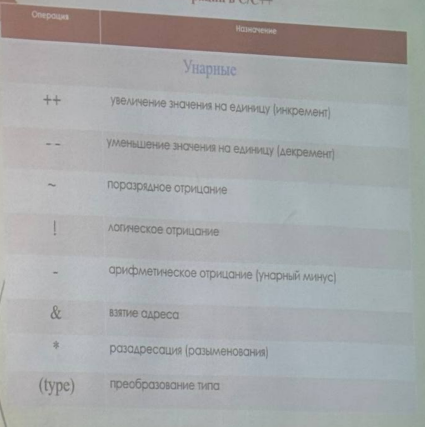 в C/C++
Операция Назначение
Унарные
++ увеличение значения на единицу (инкремент)
-- уменьшение значения на единицу (декремент)
~ поразрядное отрицание
! логическое отрицание
- арифметическое отрицание (унарный минус)
& взятие адреса
* разадресация (разыменования)
(type) преобразование типа